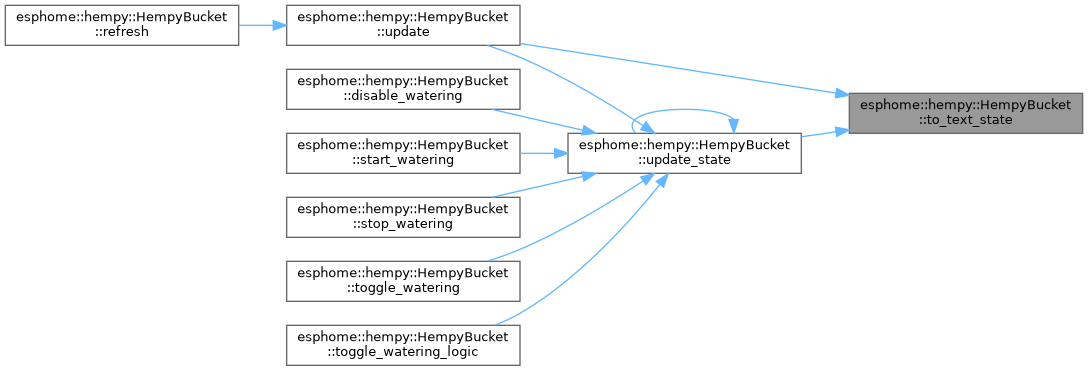 esphome::hempy::HempyBucket
::refresh
esphome::hempy::HempyBucket
::update
esphome::hempy::HempyBucket
::disable_watering
esphome::hempy::HempyBucket
::start_watering
esphome::hempy::HempyBucket
::stop_watering
esphome::hempy::HempyBucket
::toggle_watering
esphome::hempy::HempyBucket
::toggle_watering_logic
esphome::hempy::HempyBucket
::update_state
esphome::hempy::HempyBucket
::to_text_state